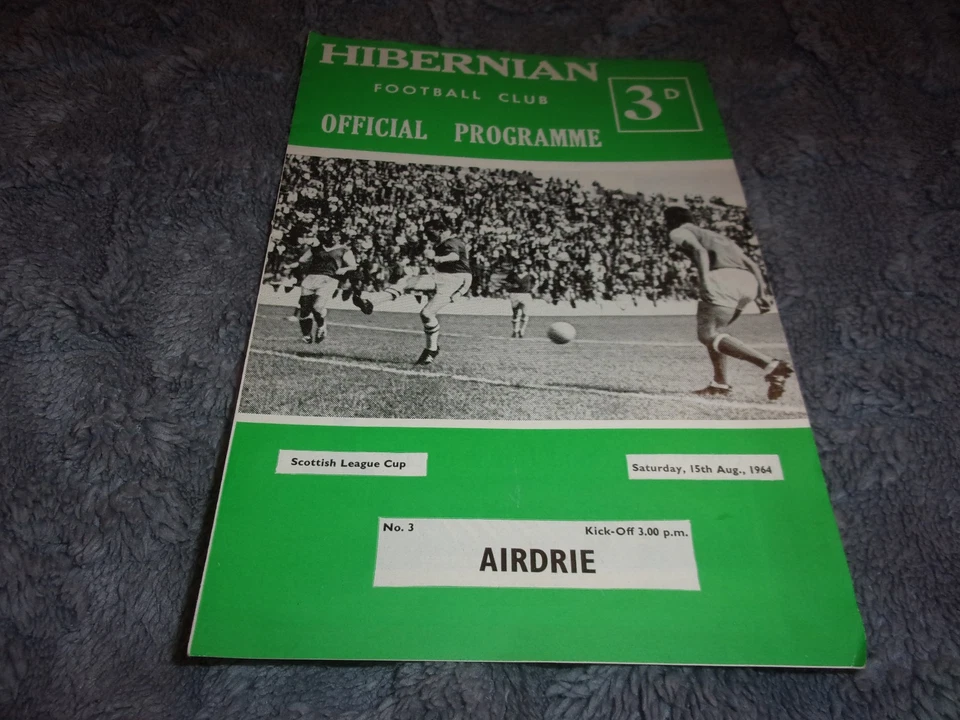 HIBERNIAN
FOOTBALL CLUB
3D
OFFICIAL PROGRAMME
Scottish League Cup
Saturday, 15th Aug., 1964
No. 3
Kick-Off 3.00 p.m.
AIRDRIE